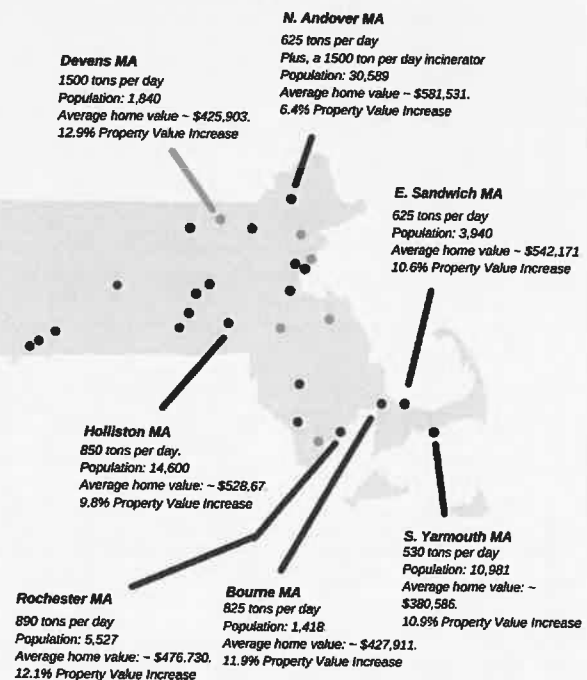 N. Andover MA
625 tons per day
Plus, a 1500 ton per day incinerator
Population: 30,589
Average home value ~ $581,531.
6.4% Property Value Increase
Devens MA
1500 tons per day
Population: 1,840
Average home value ~ $425,903.
12.9% Property Value Increase
E. Sandwich MA
625 tons per day
Population: 3,940
Average home value ~ $542,171
10.6% Property Value Increase
Holliston MA
850 tons per day.
Population: 14,600
Average home value: ~ $528,67
9.8% Property Value Increase
S. Yarmouth MA
530 tons per day
Population: 10,981
Average home value: ~
$380,586.
10.9% Property Value Increase
Rochester MA
890 tons per day
Population: 5,527
Average home value: ~ $476,730.
12.1% Property Value Increase
Bourne MA
825 tons per day
Population: 1,418
Average home value: ~ $427,911.
11.9% Property Value Increase